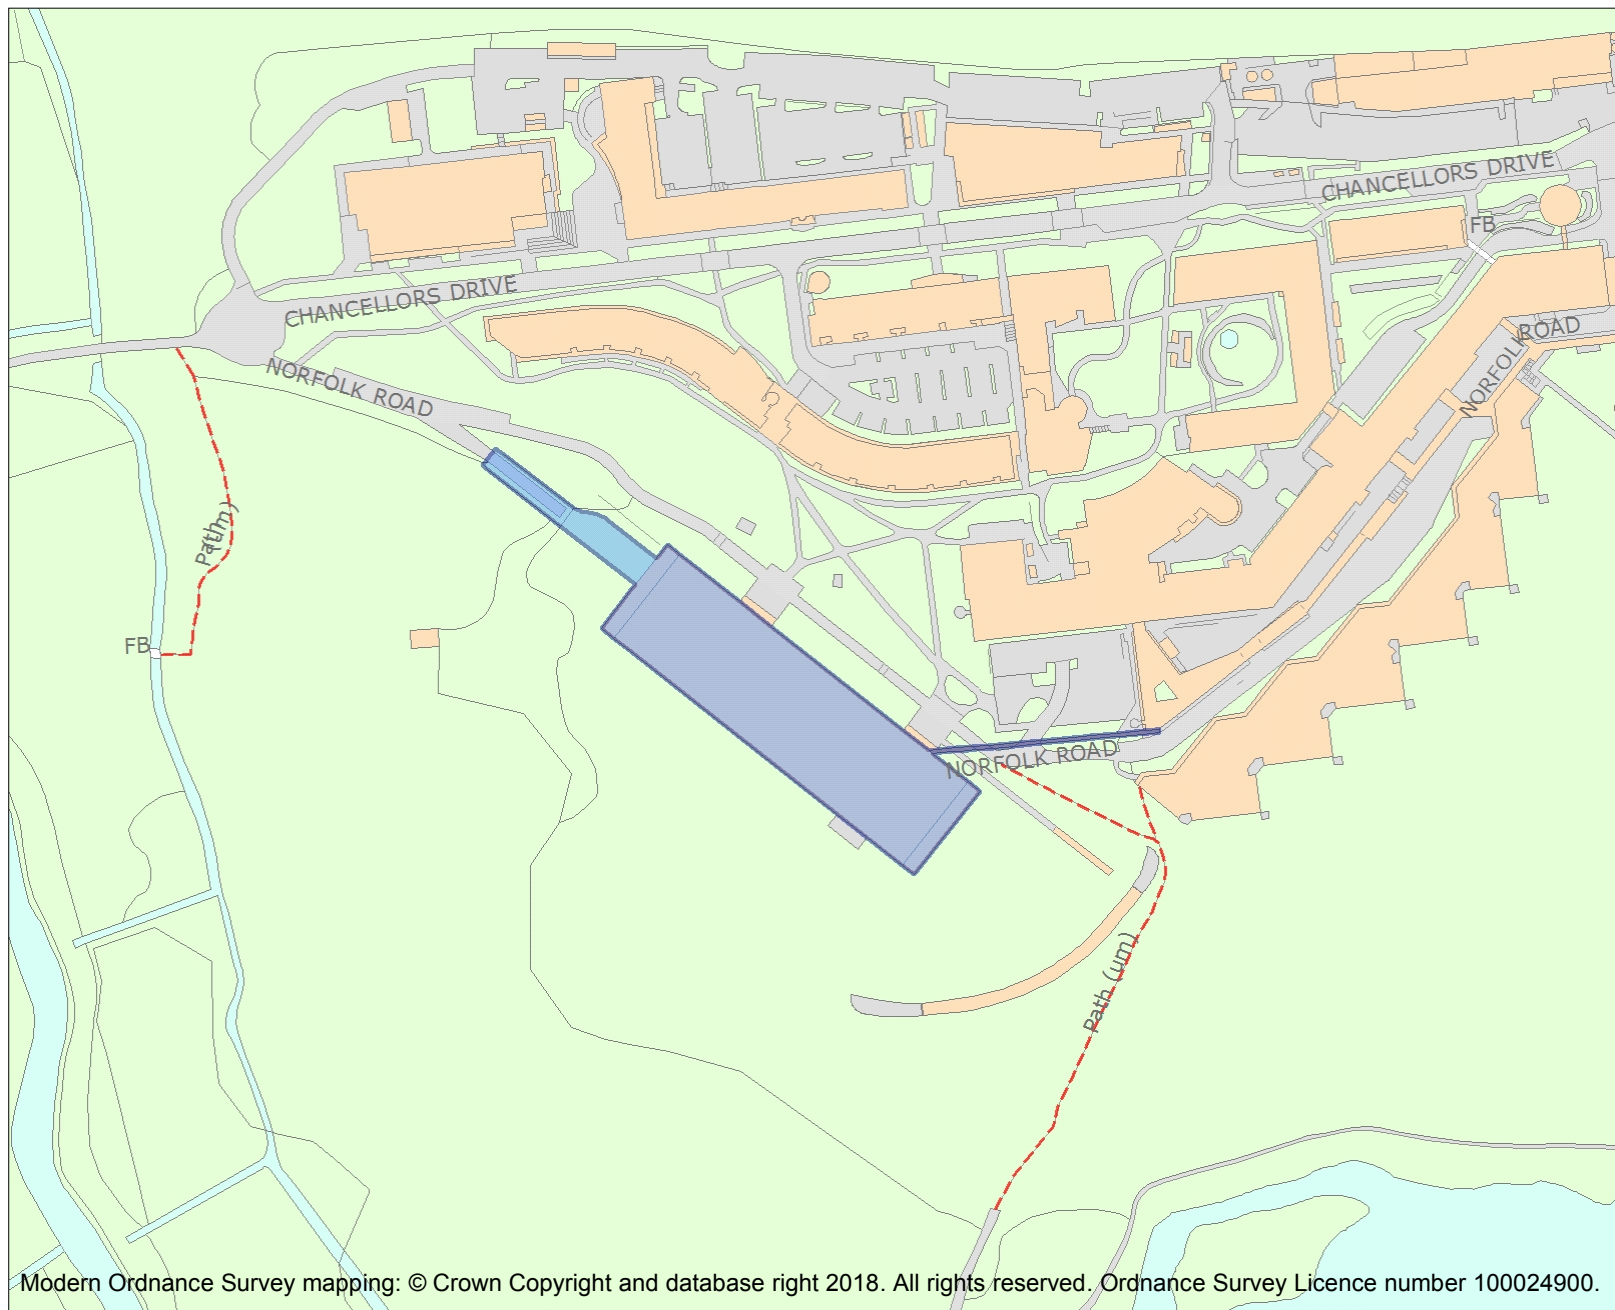 CHANCELLORS DRIVE
FB
CHANCELLORS DRIVE
NORFOLK ROAD
NORFOLK ROAD
Path
(um)
FB
NORFOLK ROAD
Path (um)
Modern Ordnance Survey mapping: © Crown Copyright and database right 2018. All rights reserved. Ordnance Survey Licence number 100024900.